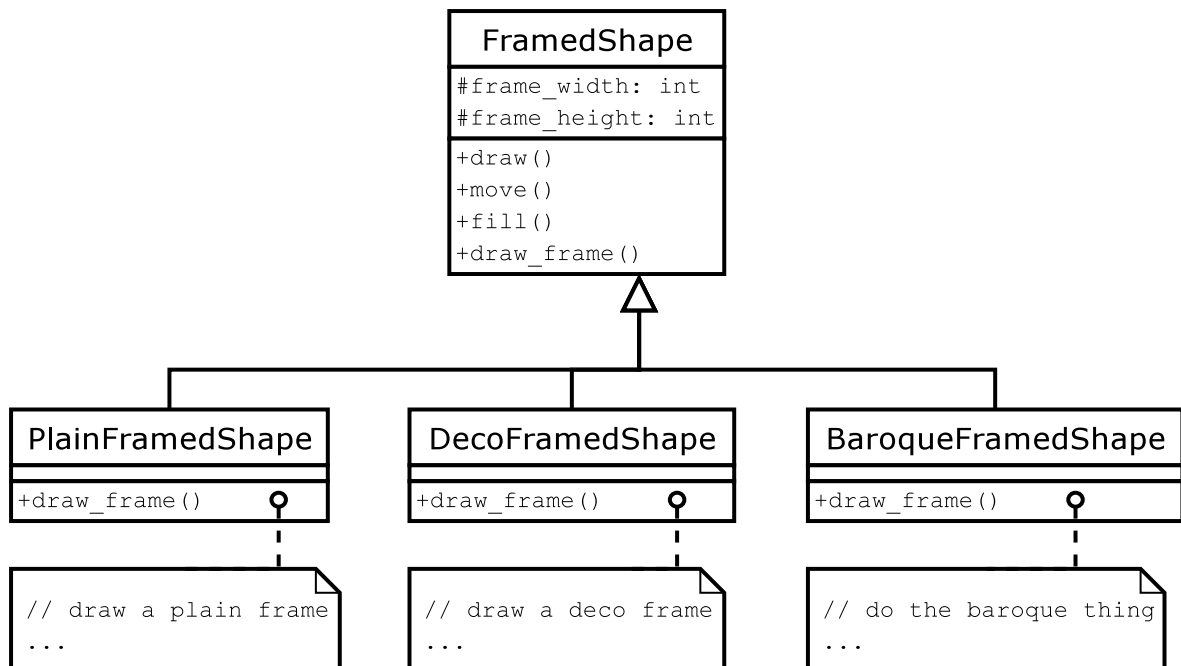 FramedShape
#frame_width: int
#frame_height: int
+draw()
+move()
+fill()
+draw_frame()
PlainFramedShape
+draw_frame()
// draw a plain frame
...
DecoFramedShape
+draw_frame()
// draw a deco frame
...
BaroqueFramedShape
+draw_frame()
// do the baroque thing
...